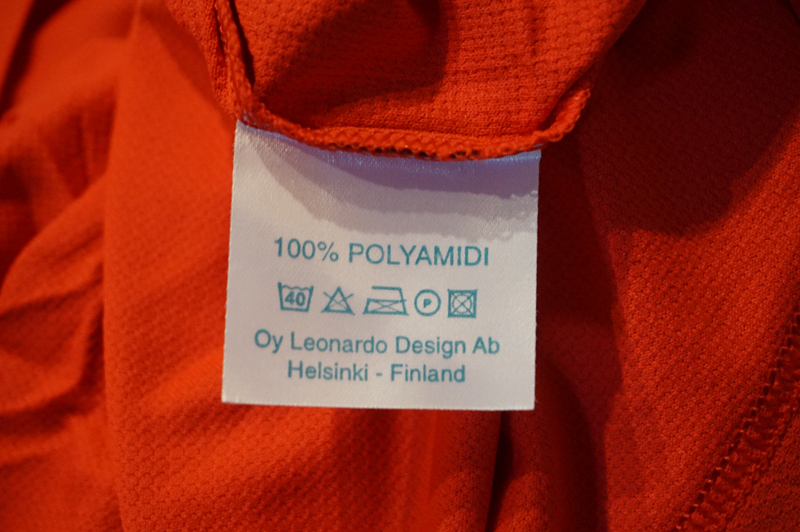 100% POLYAMIDI
40 P
Oy Leonardo Design Ab
Helsinki - Finland